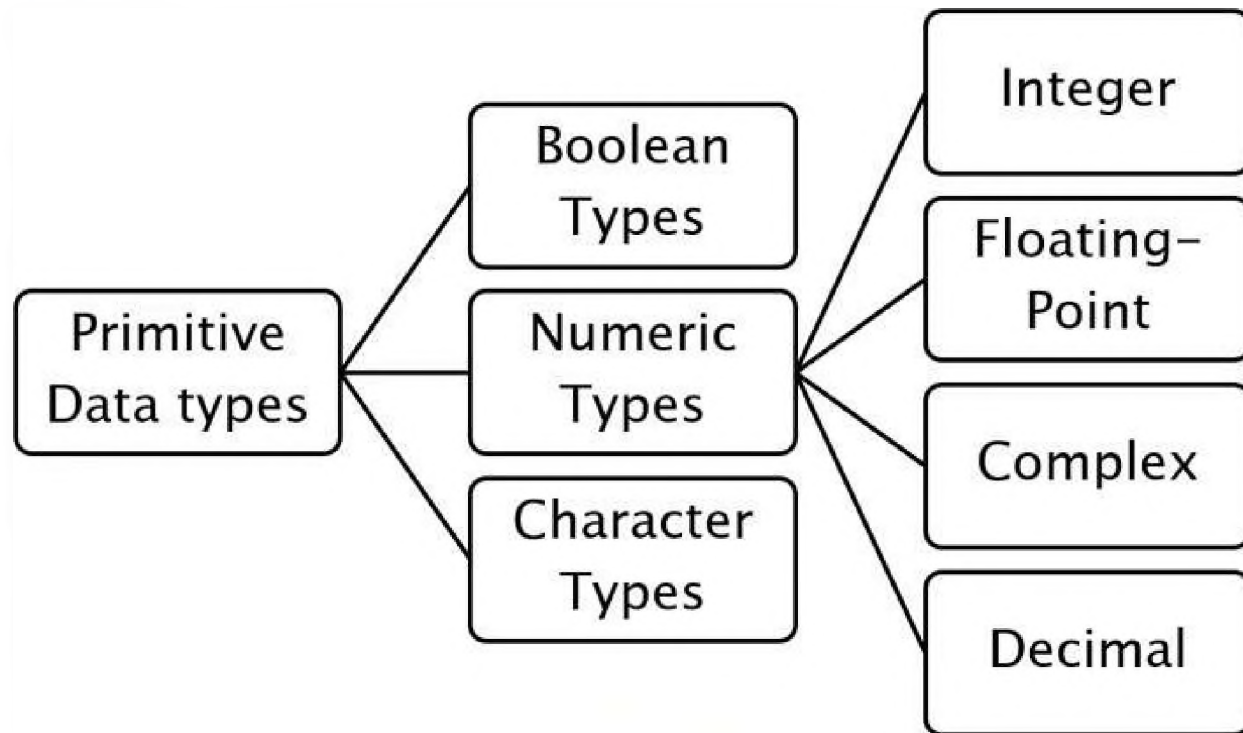 Primitive
Data types
Boolean
Types
Numeric
Types
Character
Types
Integer
Floating-
Point
Complex
Decimal